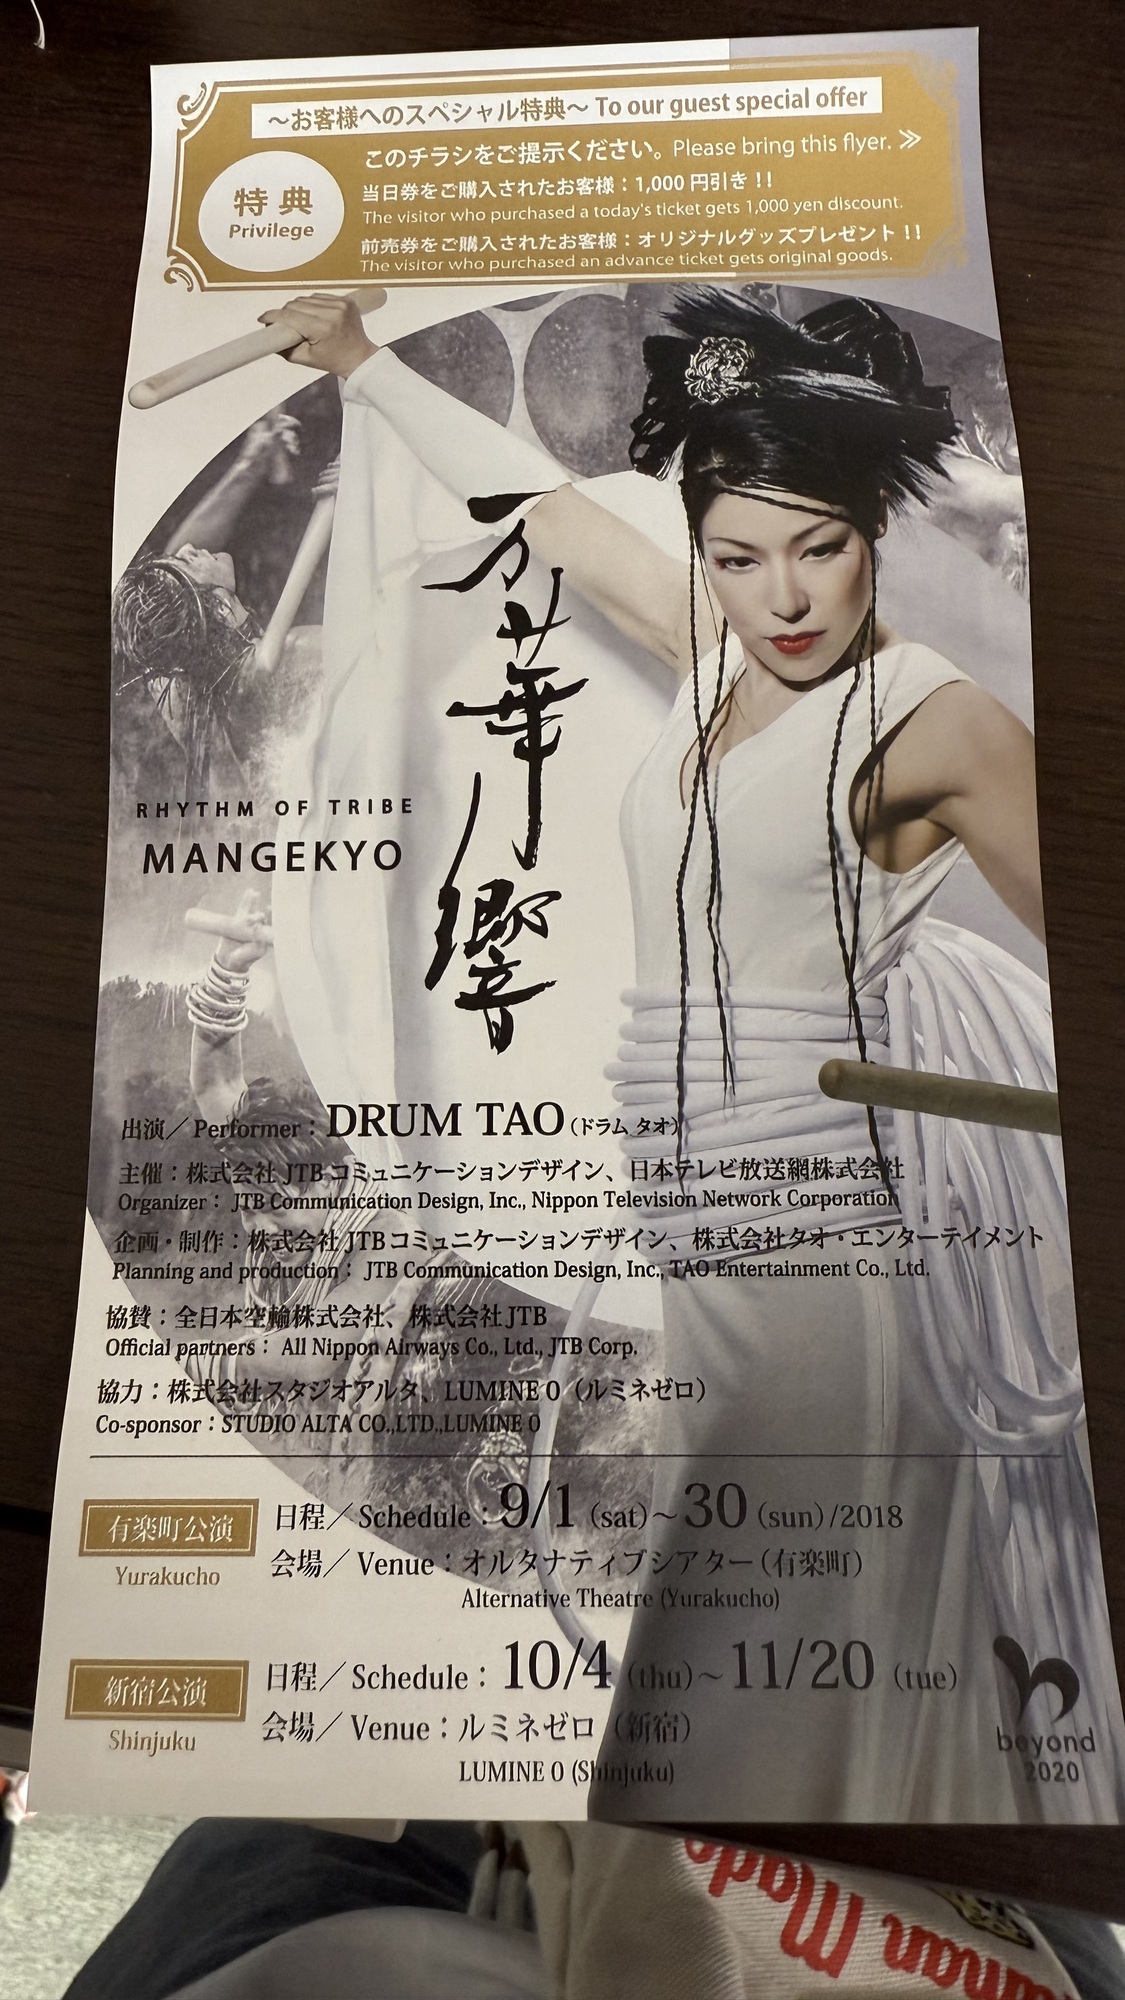 ～お客様へのスペシャル特典～ To our guest special offer
このチラシをご提示ください。Please bring this flyer. ≫
特典
Privilege
当日券をご購入されたお客様：1,000 円引き !!
The visitor who purchased a today's ticket gets 1,000 yen discount.
前売券をご購入されたお客様：オリジナルグッズプレゼント !!
The visitor who purchased an advance ticket gets original goods.
万華響
RHYTHM OF TRIBE
MANGEKYO
出演／Performer：DRUM TAO（ドラム タオ）
主催：株式会社 JTB コミュニケーションデザイン、日本テレビ放送網株式会社
Organizer： JTB Communication Design, Inc., Nippon Television Network Corporation
企画・制作：株式会社 JTB コミュニケーションデザイン、株式会社タオ・エンターテイメント
Planning and production： JTB Communication Design, Inc., TAO Entertainment Co., Ltd.
協賛：全日本空輸株式会社、株式会社 JTB
Official partners： All Nippon Airways Co., Ltd., JTB Corp.
協力：株式会社スタジオアルタ、LUMINE 0（ルミネゼロ）
Co-sponsor：STUDIO ALTA CO.,LTD.,LUMINE 0
有楽町公演
Yurakucho
日程／Schedule：9/1 (sat)～30 (sun)/2018
会場／Venue：オルタナティブシアター（有楽町）
Alternative Theatre (Yurakucho)
新宿公演
Shinjuku
日程／Schedule：10/4 (thu)～11/20 (tue)
会場／Venue：ルミネゼロ（新宿）
LUMINE 0 (Shinjuku)
beyond
2020
Made